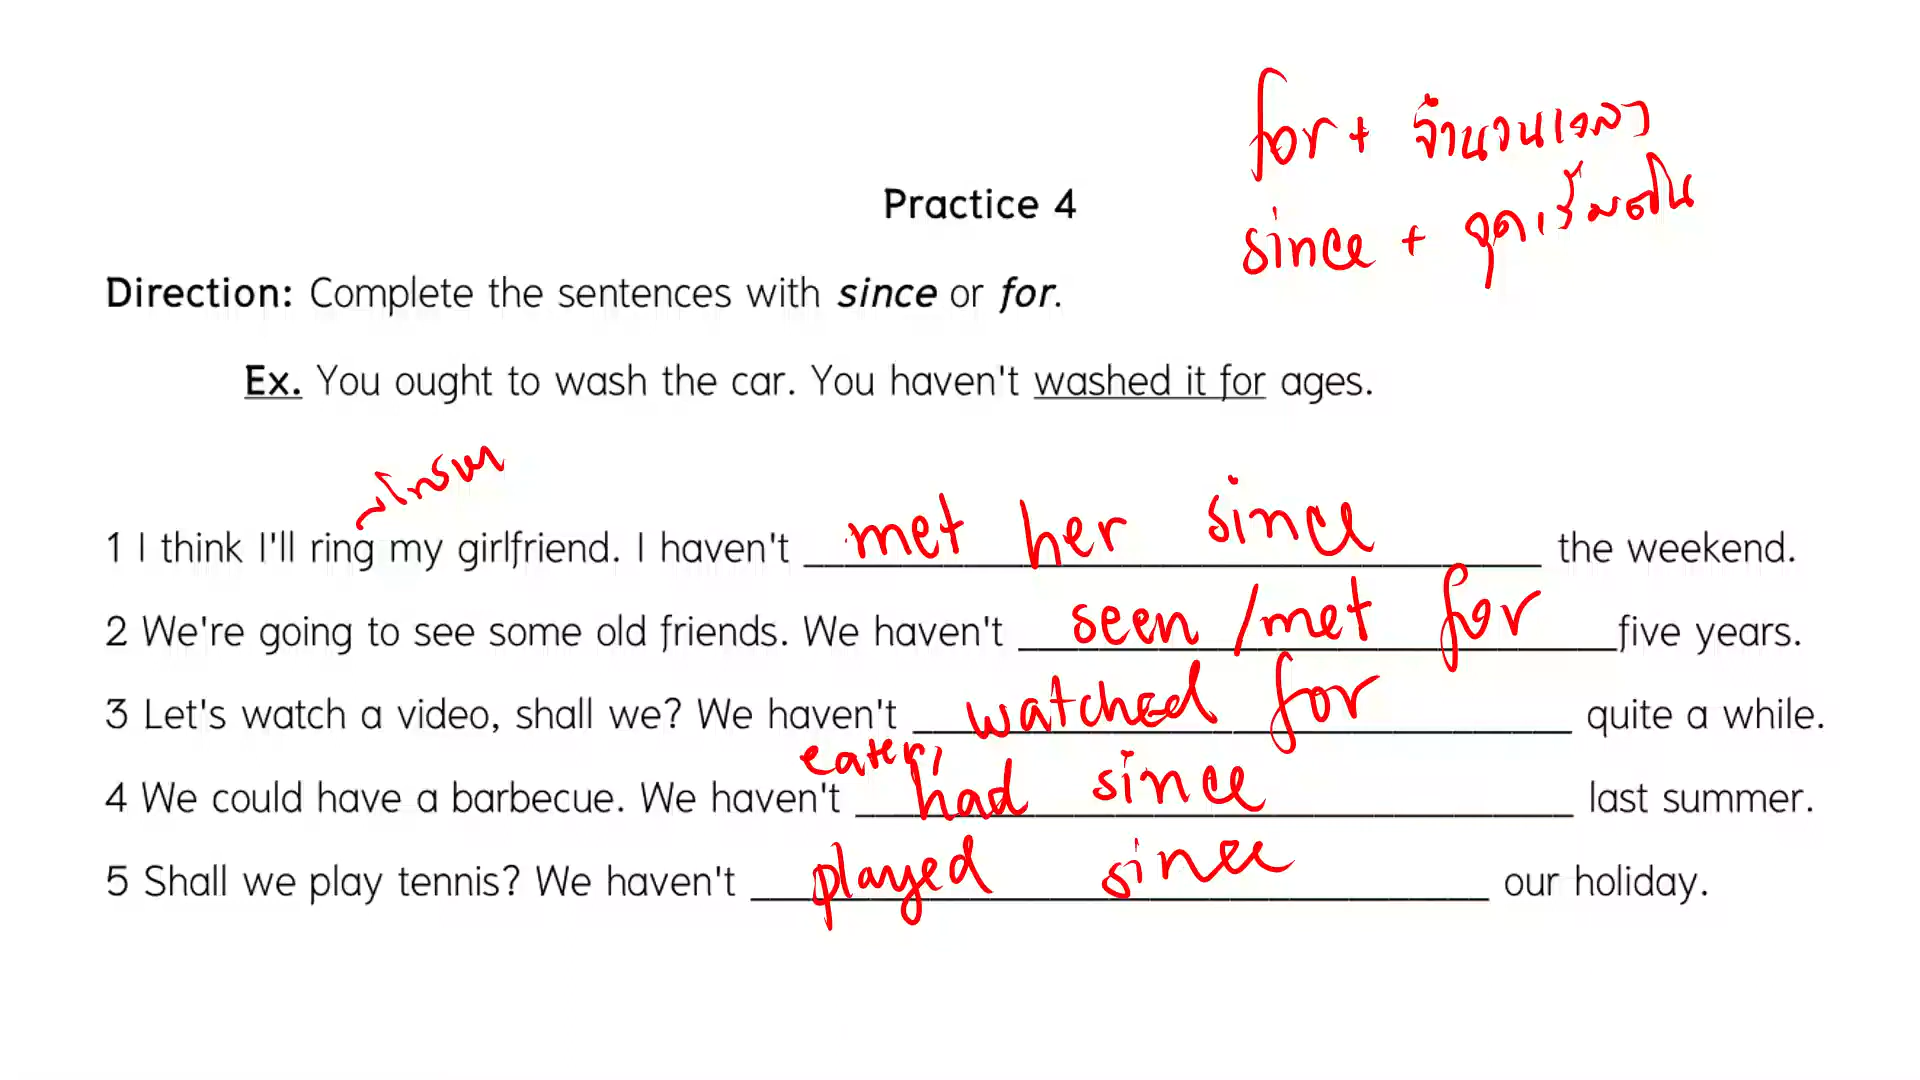 for + จำนวนเวลา
since + จุดเริ่มต้น
Practice 4
Direction: Complete the sentences with since or for.
Ex. You ought to wash the car. You haven't washed it for ages.
โทรหา
1 I think I'll ring my girlfriend. I haven't met her since the weekend.
2 We're going to see some old friends. We haven't seen /met for five years.
3 Let's watch a video, shall we? We haven't watched for quite a while.
eaten,
4 We could have a barbecue. We haven't had since last summer.
5 Shall we play tennis? We haven't played since our holiday.